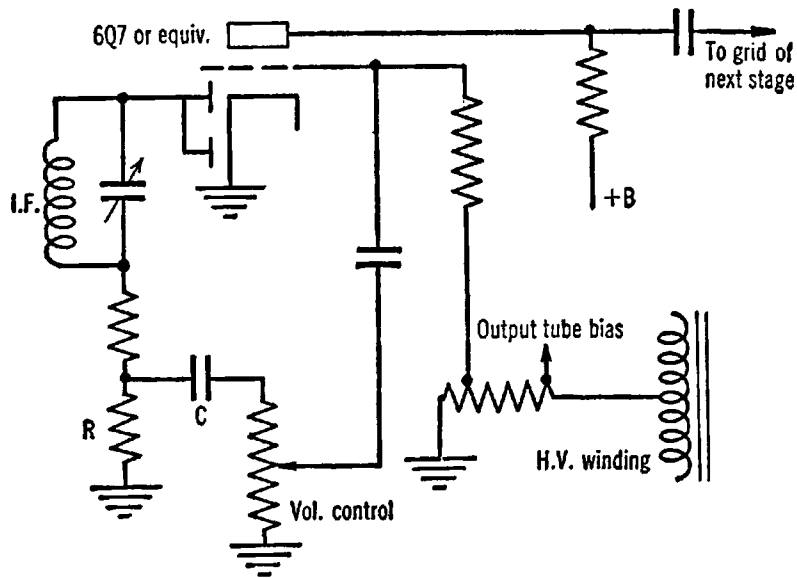 6Q7 or equiv.
To grid of
next stage
I.F.
+B
Output tube bias
R
C
H.V. winding
Vol. control